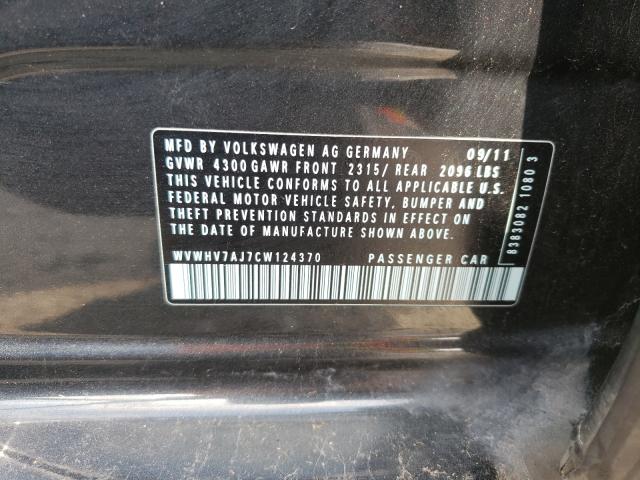 MFD BY VOLKSWAGEN AG GERMANY 09/11
GVWR 4300 GAWR FRONT 2315/ REAR 2096 LBS
THIS VEHICLE CONFORMS TO ALL APPLICABLE U.S.
FEDERAL MOTOR VEHICLE SAFETY, BUMPER AND
THEFT PREVENTION STANDARDS IN EFFECT ON
THE DATE OF MANUFACTURE SHOWN ABOVE.
WVWHV7AJ7CW124370 PASSENGER CAR
8383082 1080 3